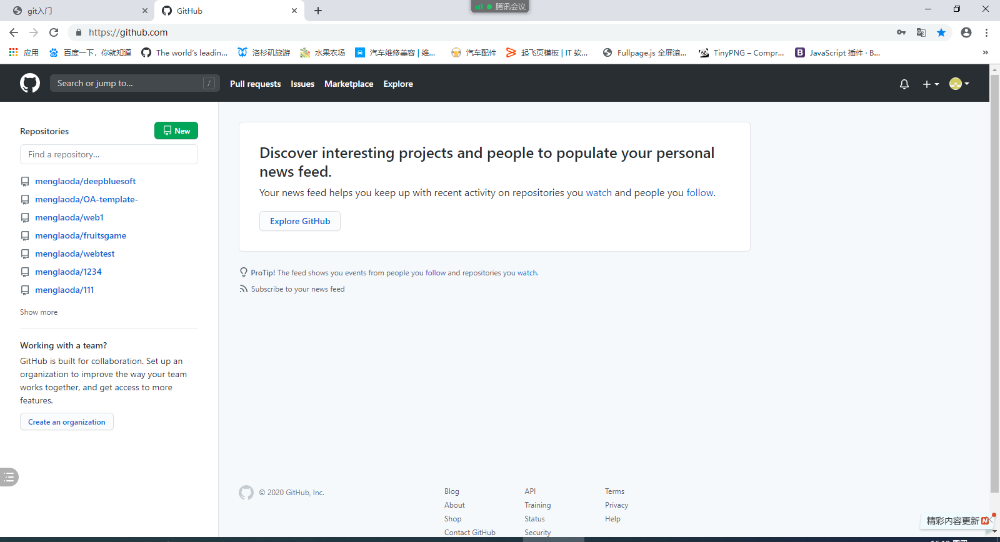 git入门
GitHub
腾讯会议
https://github.com
应用
百度一下，你就知道
The world's leadin...
洛杉矶旅游
水果农场
汽车维修美容 | 维...
汽车配件
起飞页模板 | IT 软...
Fullpage.js 全屏滚...
TinyPNG – Compr...
B
JavaScript 插件 · B...
»
Search or jump to...
/
Pull requests
Issues
Marketplace
Explore
Repositories
New
Find a repository...
menglaoda/deepbluesoft
menglaoda/OA-template-
menglaoda/web1
menglaoda/fruitsgame
menglaoda/webtest
menglaoda/1234
menglaoda/111
Show more
Working with a team?
GitHub is built for collaboration. Set up an
organization to improve the way your team
works together, and get access to more
features.
Create an organization
Discover interesting projects and people to populate your personal
news feed.
Your news feed helps you keep up with recent activity on repositories you watch and people you follow.
Explore GitHub
ProTip! The feed shows you events from people you follow and repositories you watch.
Subscribe to your news feed
© 2020 GitHub, Inc.
Blog
About
Shop
Contact GitHub
API
Training
Status
Security
Terms
Privacy
Help
精彩内容更新
N